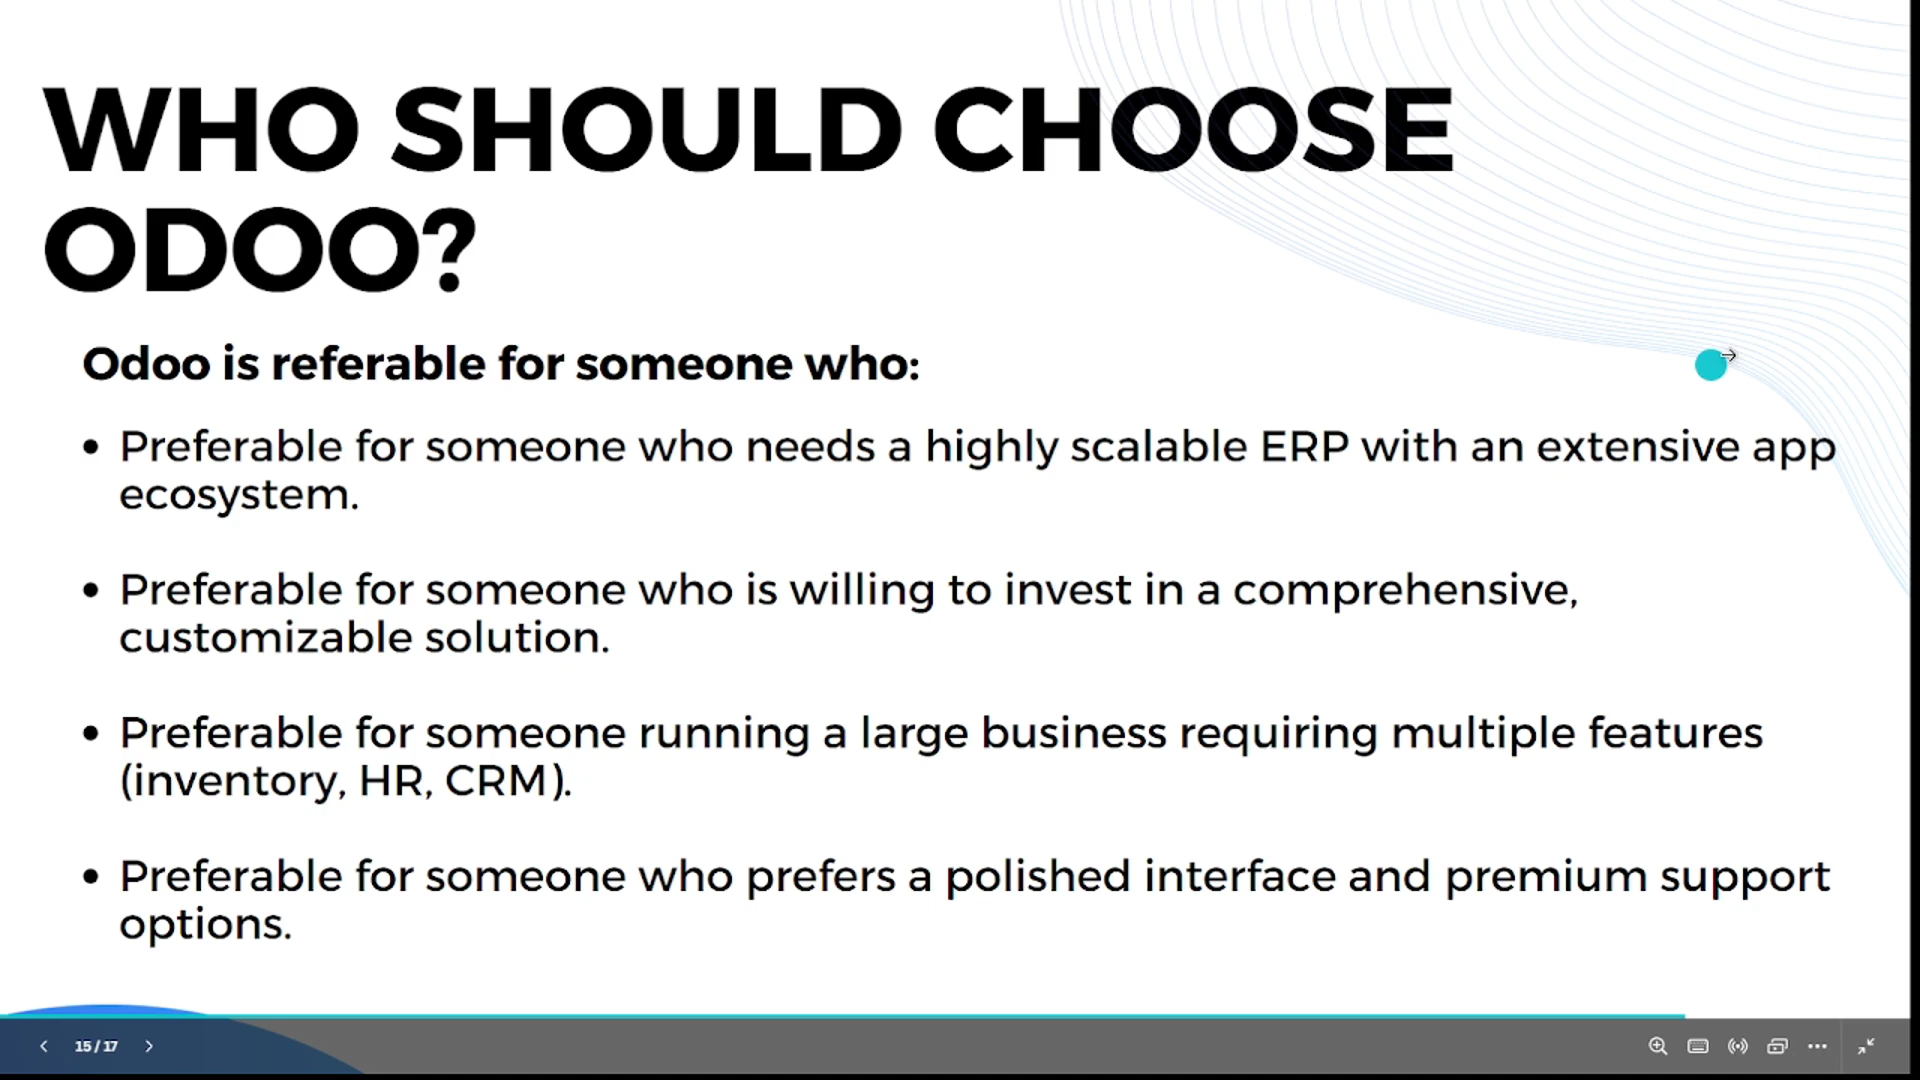 WHO SHOULD CHOOSE
ODOO?
Odoo is referable for someone who:
• Preferable for someone who needs a highly scalable ERP with an extensive app
ecosystem.
• Preferable for someone who is willing to invest in a comprehensive,
customizable solution.
• Preferable for someone running a large business requiring multiple features
(inventory, HR, CRM).
• Preferable for someone who prefers a polished interface and premium support
options.
15 / 17